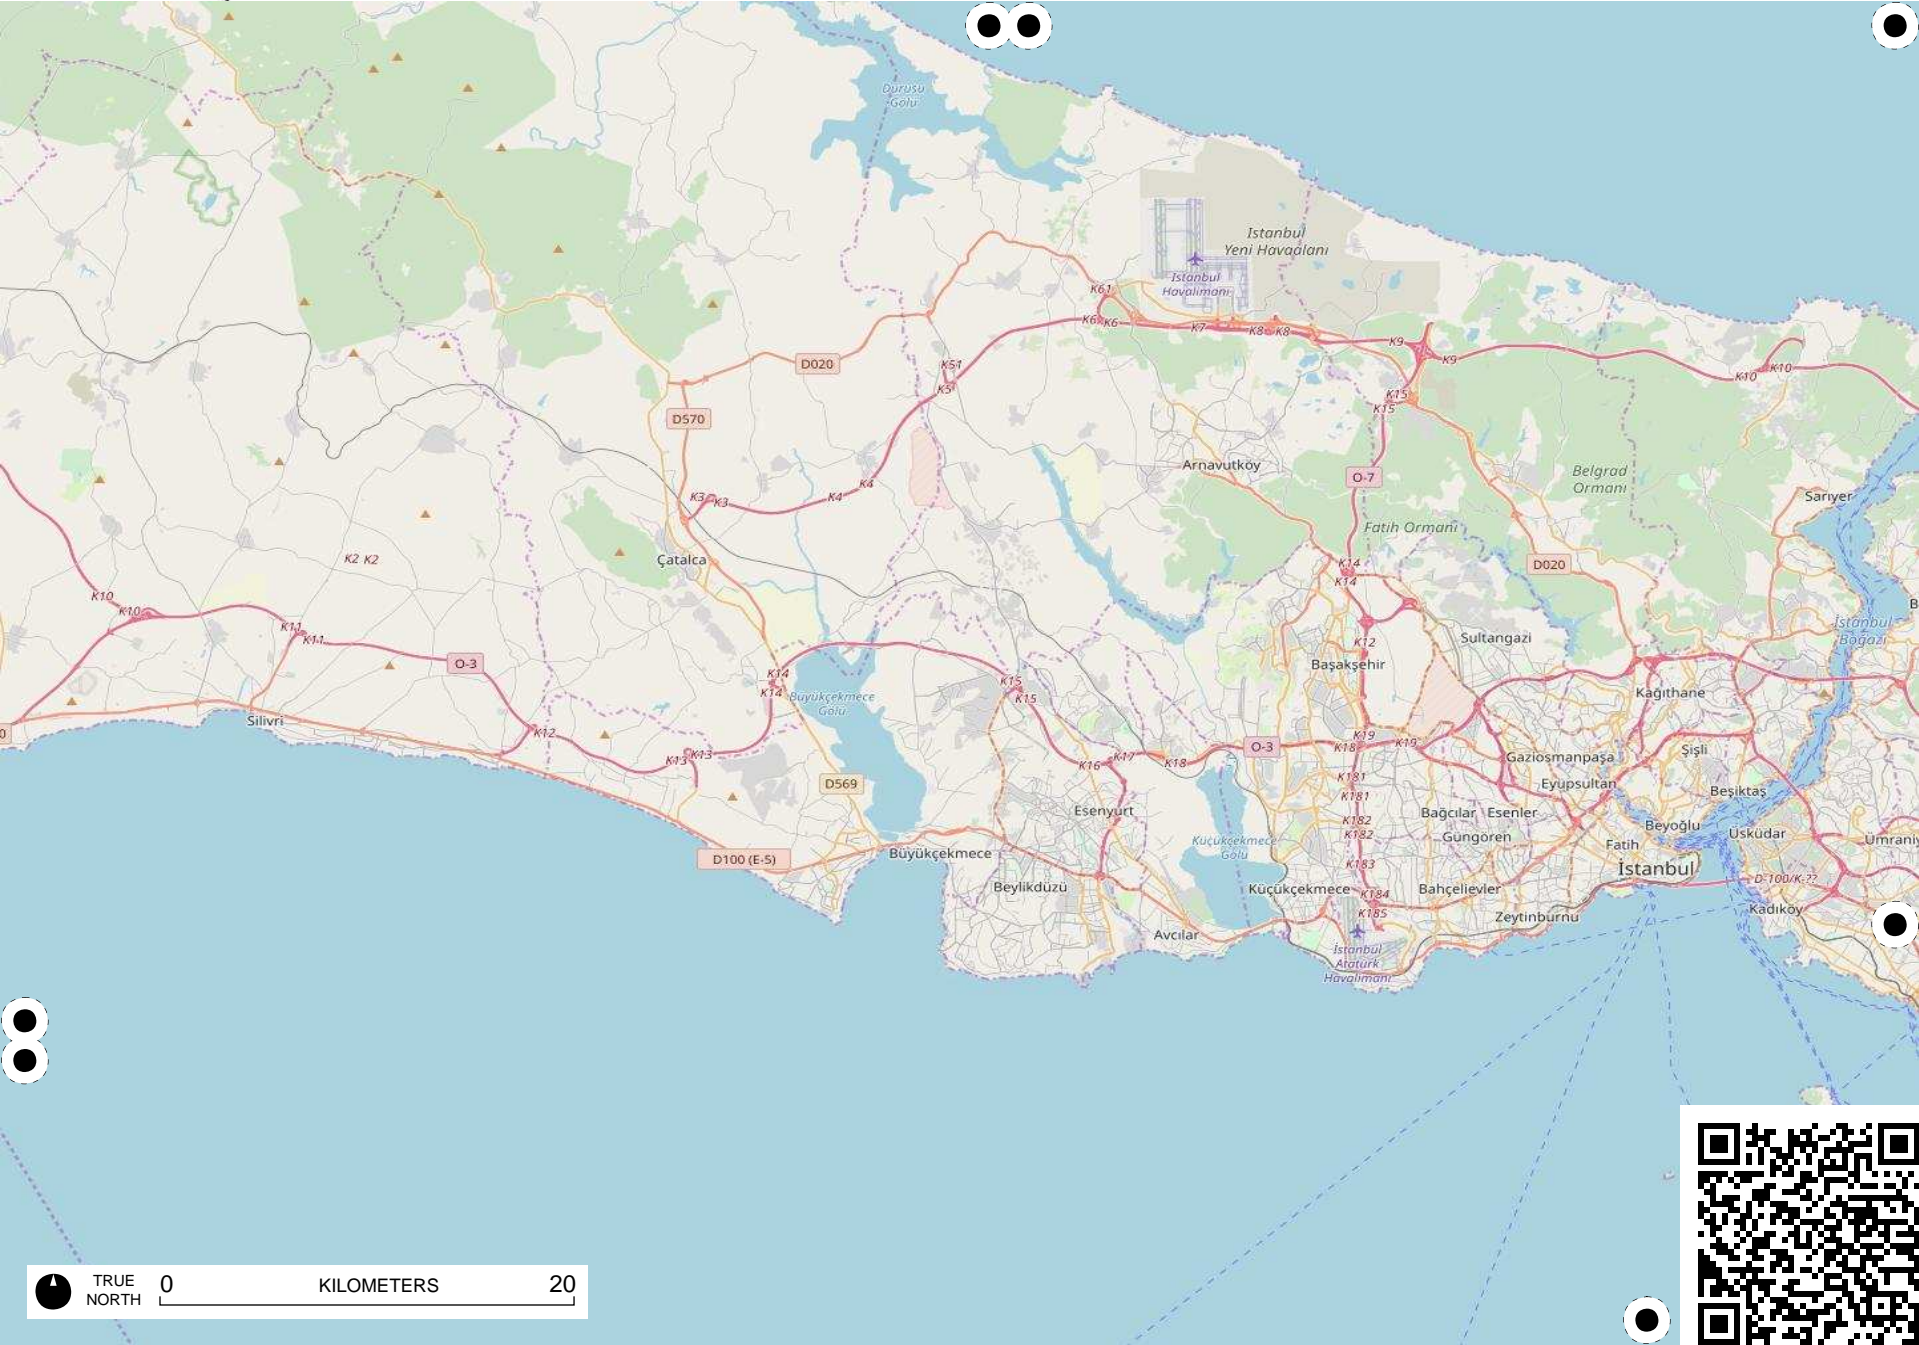 Durusu
Gölü
İstanbul
Yeni Havaalanı
İstanbul
Havalimanı
K61
K6
K6
K7
K8
K8
K9
K9
K10
K10
D020
K51
K5
K15
K15
D570
Arnavutköy
O-7
Belgrad
Ormanı
Sarıyer
K3
K3
K4
K4
Fatih Ormanı
Çatalca
K2
K2
K14
K14
D020
K10
K10
K11
K11
O-3
İstanbul
Boğazı
Sultangazi
K12
Başakşehir
Kağıthane
K14
K14
Büyükçekmece
Gölü
K15
K15
Silivri
K12
K13
K13
D569
K16
K17
K18
O-3
K19
K18
K19
Gaziosmanpaşa
Şişli
Eyüpsultan
Beşiktaş
K181
K181
K182
K182
K183
K184
K185
Esenyurt
Bağcılar
Esenler
Güngören
Beyoğlu
Üsküdar
Fatih
İstanbul
Küçükçekmece
Gölü
D100 (E-5)
Büyükçekmece
Beylikdüzü
Küçükçekmece
Bahçelievler
D-100/K-??
Kadıköy
Zeytinburnu
Avcılar
İstanbul
Atatürk
Havalimanı
TRUE
NORTH
0 KILOMETERS 20